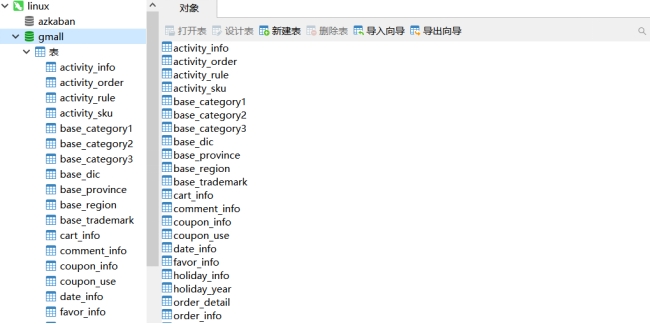 linux
azkaban
gmall
表
activity_info
activity_order
activity_rule
activity_sku
base_category1
base_category2
base_category3
base_dic
base_province
base_region
base_trademark
cart_info
comment_info
coupon_info
coupon_use
date_info
favor_info
对象
打开表 设计表 新建表 删除表 导入向导 导出向导
activity_info
activity_order
activity_rule
activity_sku
base_category1
base_category2
base_category3
base_dic
base_province
base_region
base_trademark
cart_info
comment_info
coupon_info
coupon_use
date_info
favor_info
holiday_info
holiday_year
order_detail
order_info